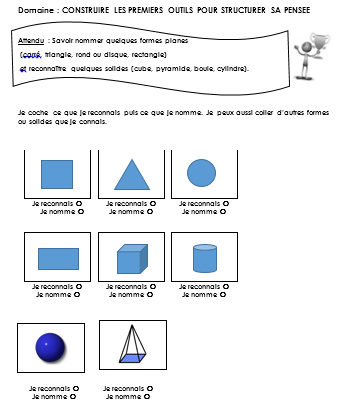 Domaine : CONSTRUIRE LES PREMIERS OUTILS POUR STRUCTURER SA PENSEE
Attendu : Savoir nommer quelques formes planes
(carré, triangle, rond ou disque, rectangle)
et reconnaître quelques solides (cube, pyramide, boule, cylindre).
Je coche ce que je reconnais puis ce que je nomme. Je peux aussi coller d'autres formes
ou solides que je connais.
Je reconnais O Je reconnais O Je reconnais O
Je nomme O Je nomme O Je nomme O
Je reconnais O Je reconnais O Je reconnais O
Je nomme O Je nomme O Je nomme O
Je reconnais O Je reconnais O
Je nomme O Je nomme O